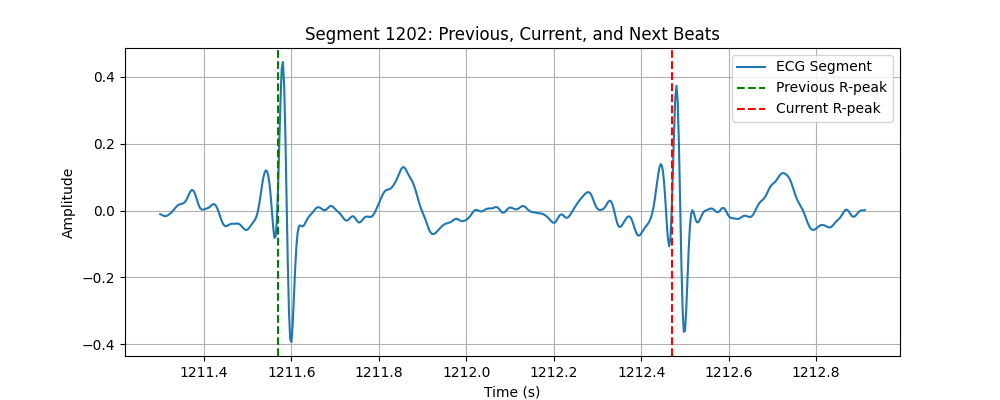 Segment 1202: Previous, Current, and Next Beats
ECG Segment
Previous R-peak
Current R-peak
Amplitude
0.4
0.2
0.0
−0.2
−0.4
1211.4 1211.6 1211.8 1212.0 1212.2 1212.4 1212.6 1212.8
Time (s)